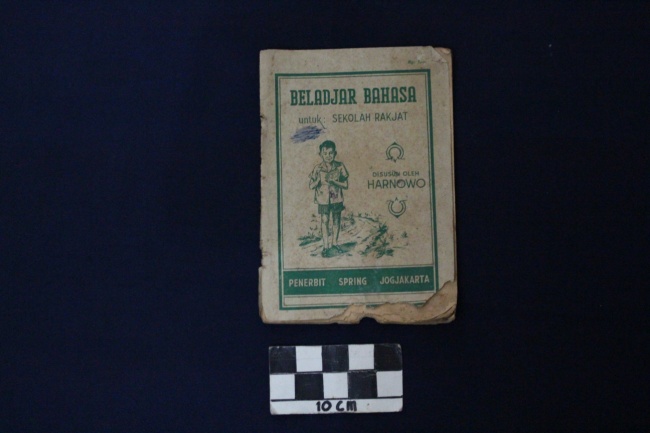 BELADJAR BAHASA
untuk SEKOLAH RAKJAT
DISUSUN OLEH
HARNOWO
PENERBIT SPRING JOGJAKARTA
10 CM